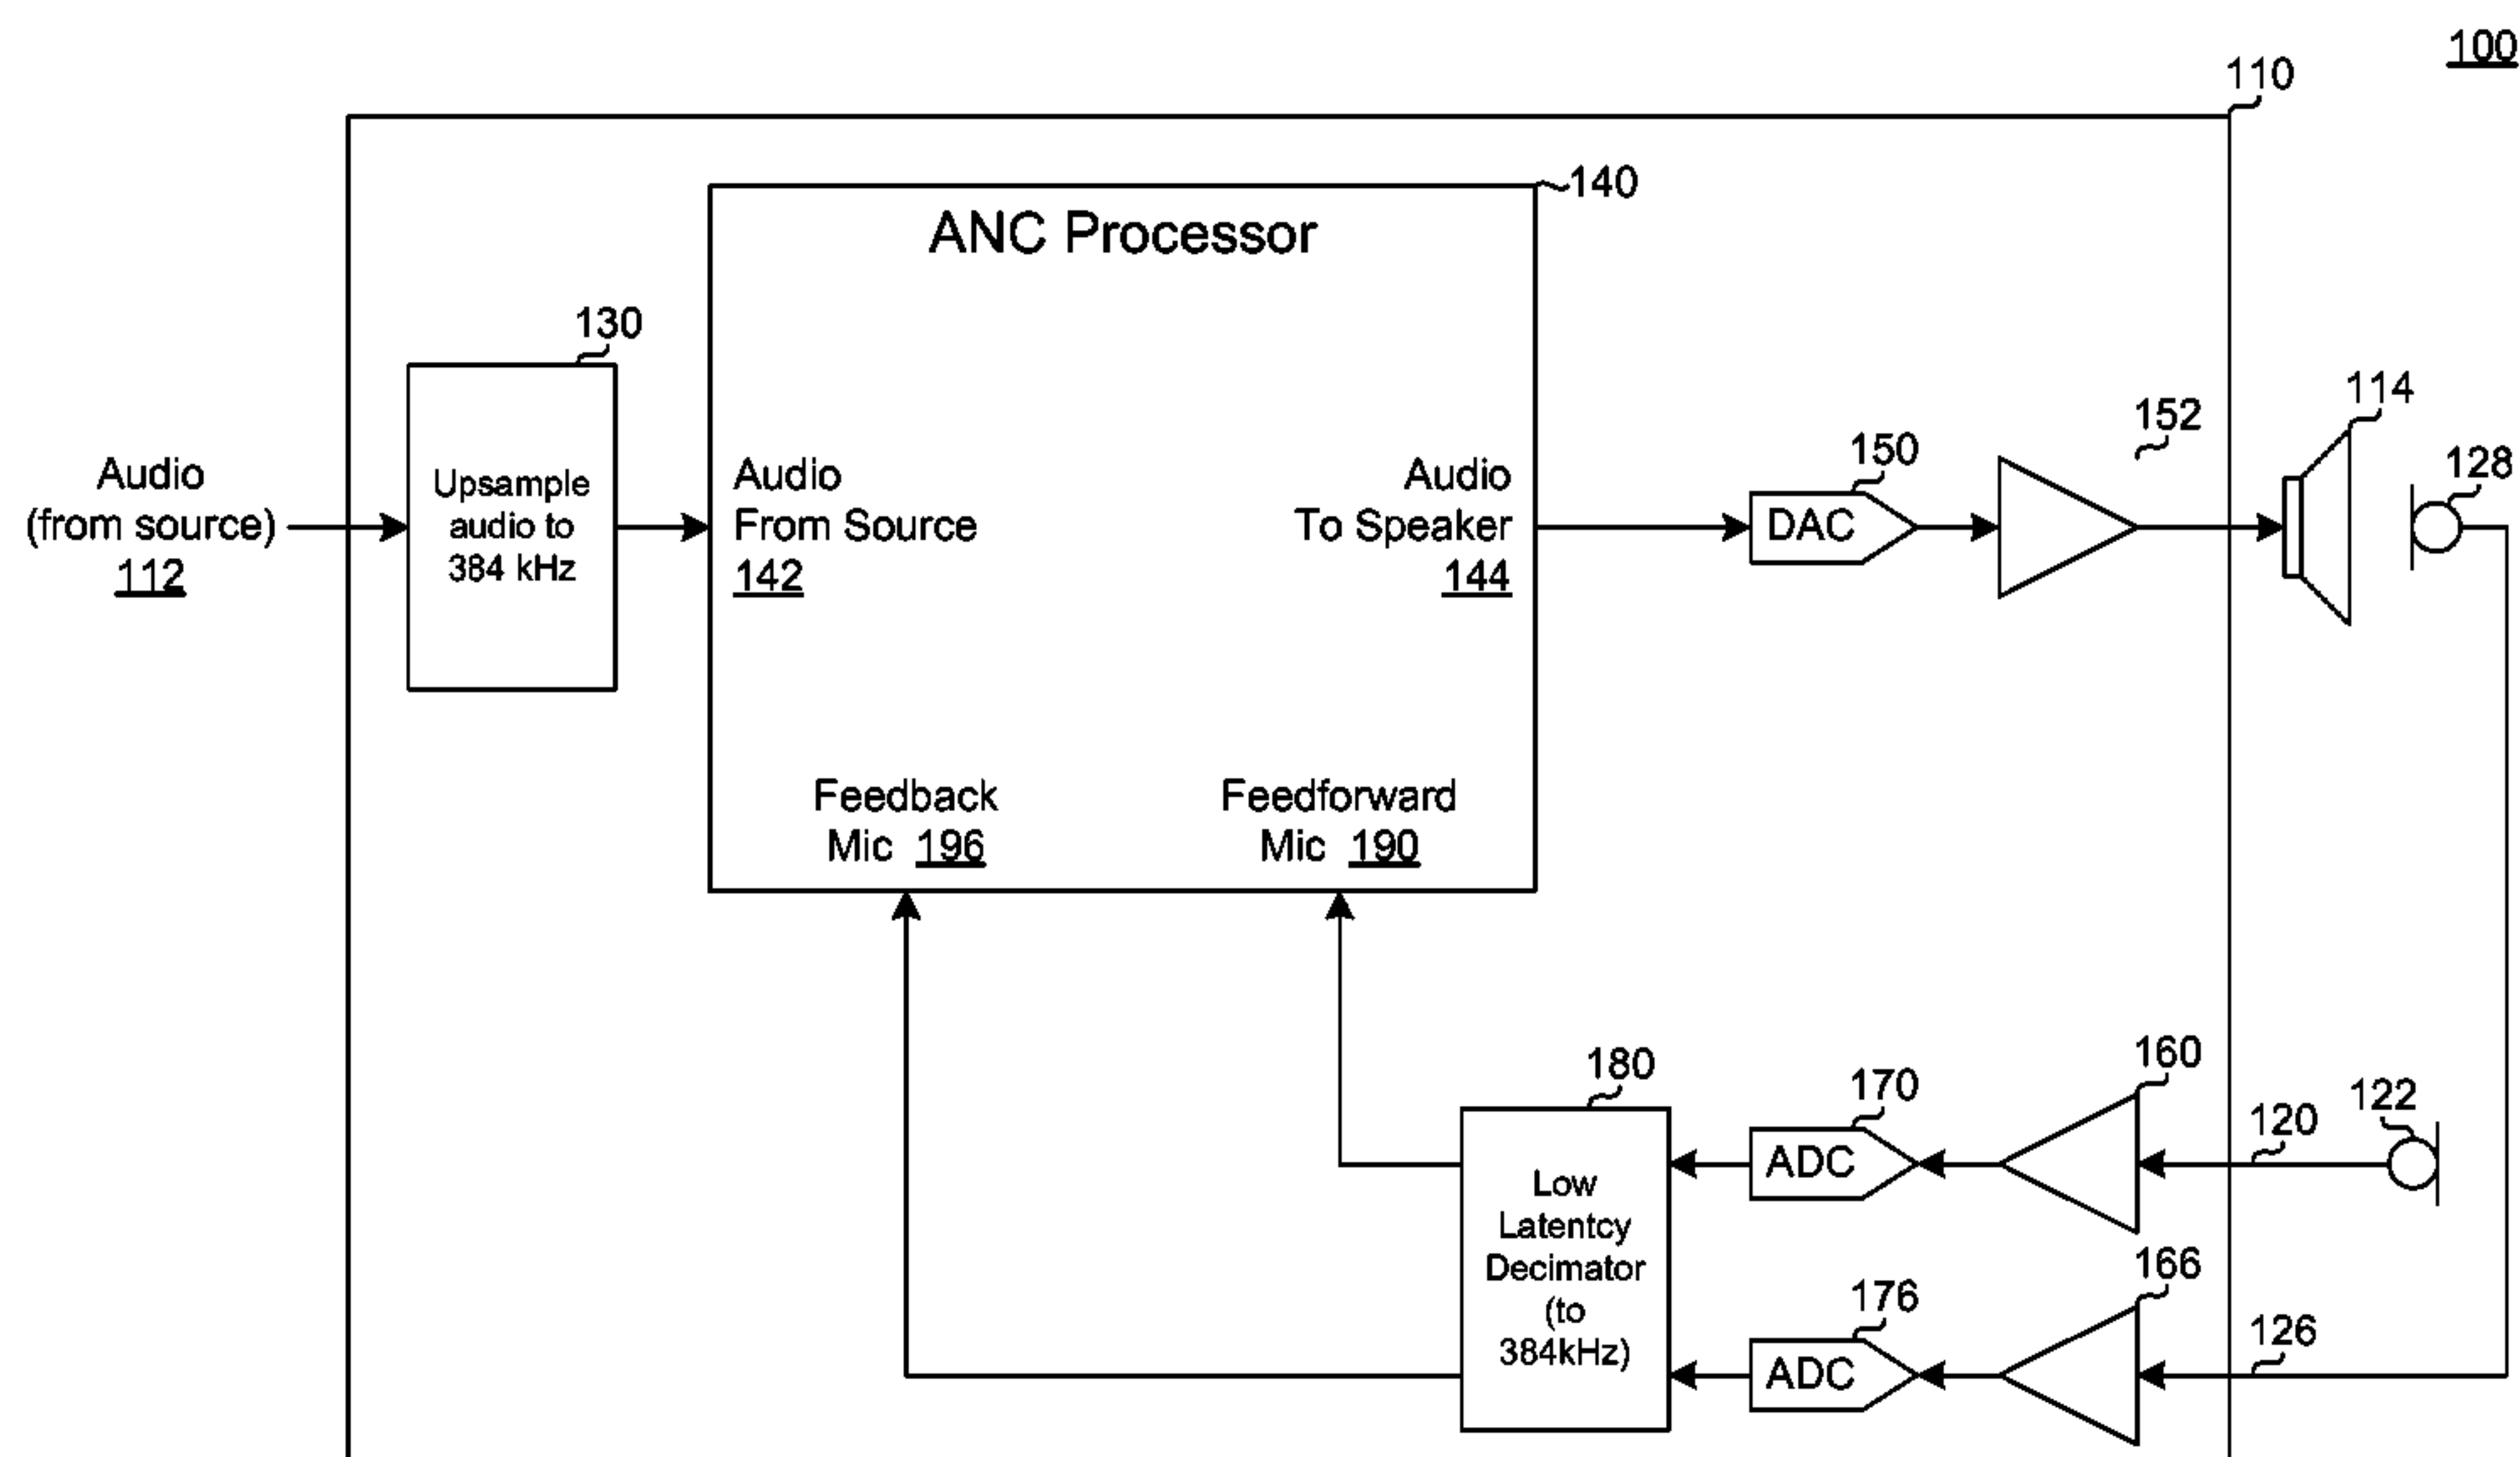 100
110
140
ANC Processor
130
114
152
128
150
Audio
(from source)
112
Upsample
audio to
384 kHz
Audio
From Source
142
Audio
To Speaker
144
DAC
Feedback
Mic 196
Feedforward
Mic 190
180
170
160
120
122
ADC
Low
Latentcy
Decimator
(to
384kHz)
176
166
126
ADC